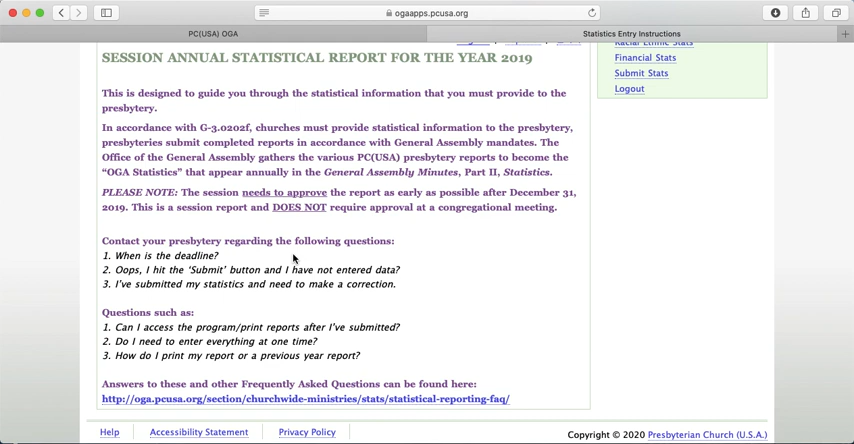 ogaapps.pcusa.org
PC(USA) OGA
Statistics Entry Instructions
Racial Ethnic Stats
Financial Stats
Submit Stats
Logout
SESSION ANNUAL STATISTICAL REPORT FOR THE YEAR 2019
This is designed to guide you through the statistical information that you must provide to the
presbytery.
In accordance with G-3.0202f, churches must provide statistical information to the presbytery,
presbyteries submit completed reports in accordance with General Assembly mandates. The
Office of the General Assembly gathers the various PC(USA) presbytery reports to become the
“OGA Statistics” that appear annually in the General Assembly Minutes, Part II, Statistics.
PLEASE NOTE: The session needs to approve the report as early as possible after December 31,
2019. This is a session report and DOES NOT require approval at a congregational meeting.
Contact your presbytery regarding the following questions:
1. When is the deadline?
2. Oops, I hit the ‘Submit’ button and I have not entered data?
3. I’ve submitted my statistics and need to make a correction.
Questions such as:
1. Can I access the program/print reports after I’ve submitted?
2. Do I need to enter everything at one time?
3. How do I print my report or a previous year report?
Answers to these and other Frequently Asked Questions can be found here:
http://oga.pcusa.org/section/churchwide-ministries/stats/statistical-reporting-faq/
Help
Accessibility Statement
Privacy Policy
Copyright © 2020 Presbyterian Church (U.S.A.)